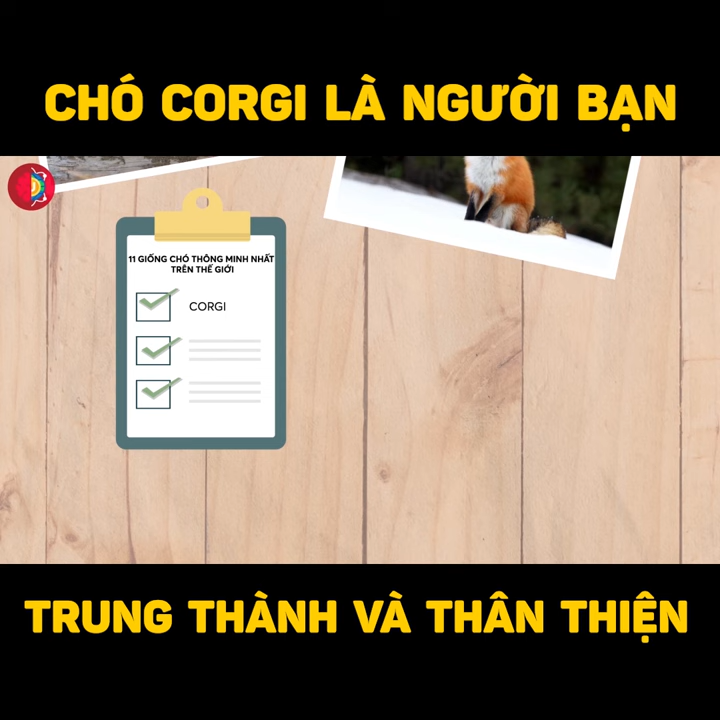 CHÓ CORGI LÀ NGƯỜI BẠN
11 GIỐNG CHÓ THÔNG MINH NHẤT
TRÊN THẾ GIỚI
CORGI
TRUNG THÀNH VÀ THÂN THIỆN